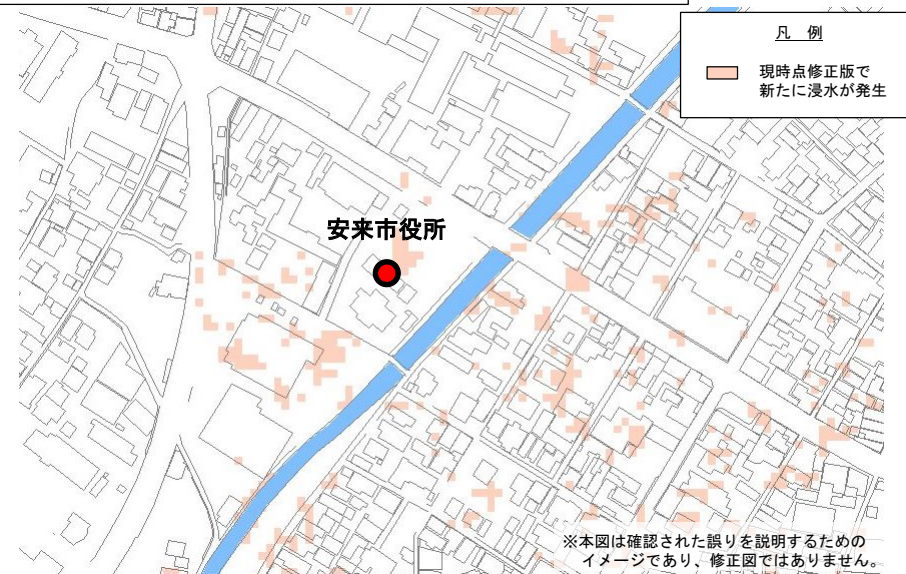 凡 例
現時点修正版で
新たに浸水が発生
安来市役所
※本図は確認された誤りを説明するための
イメージであり、修正図ではありません。